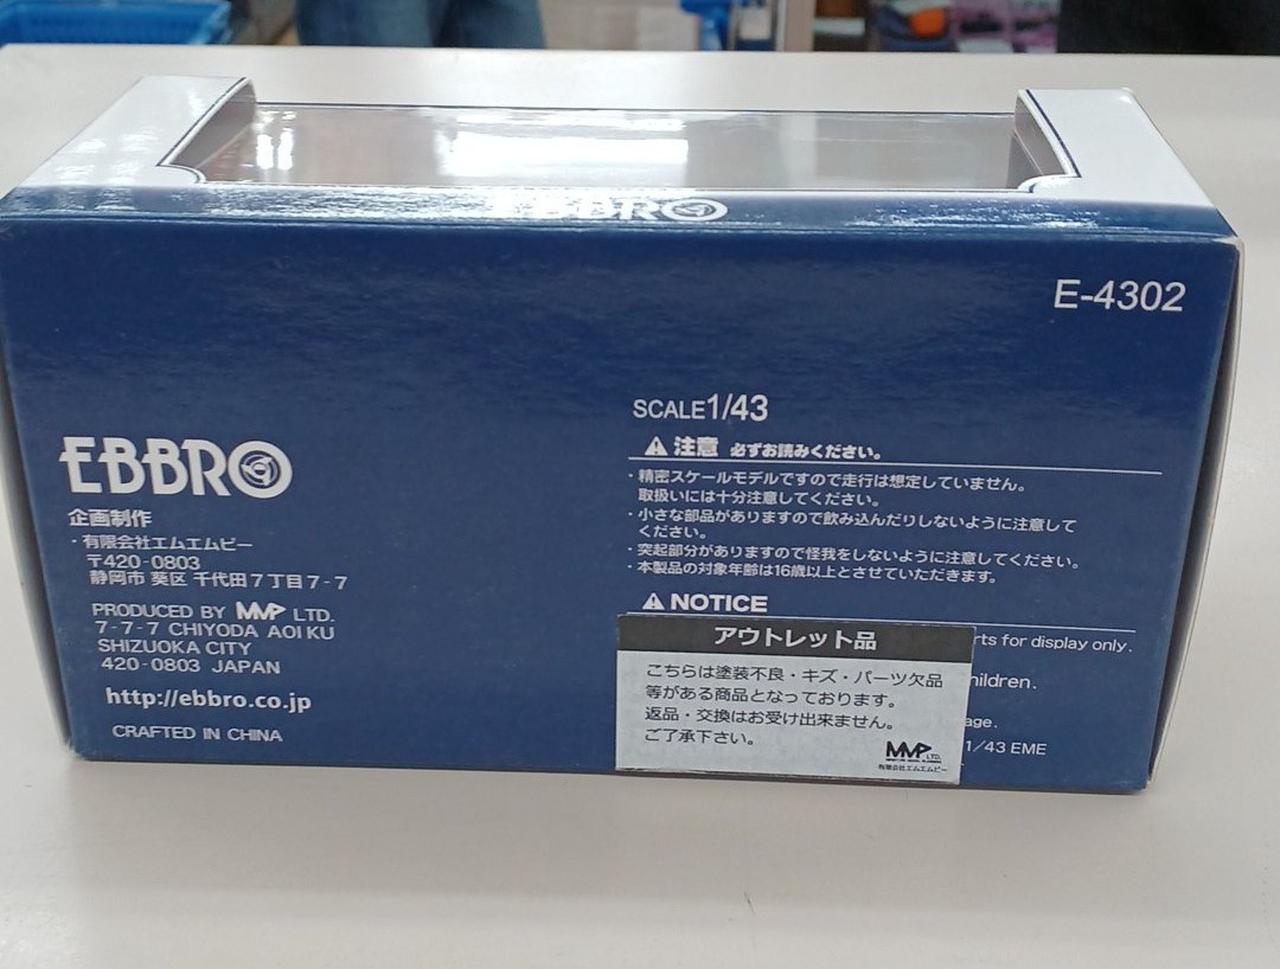 EBBRO
E-4302
EBBRO
企画制作
・有限会社エムエムピー
〒420-0803
静岡市 葵区 千代田7丁目7-7
PRODUCED BY MMP LTD.
7-7-7 CHIYODA AOI KU
SHIZUOKA CITY
420-0803 JAPAN
http://ebbro.co.jp
CRAFTED IN CHINA
SCALE1/43
注意 必ずお読みください。
・精密スケールモデルですので走行は想定していません。
取扱いには十分注意してください。
・小さな部品がありますので飲み込んだりしないように注意して
ください。
・突起部分がありますので怪我をしないように注意してください。
・本製品の対象年齢は16歳以上とさせていただきます。
NOTICE
rts for display only.
hildren.
age.
1/43 EME
アウトレット品
こちらは塗装不良・キズ・パーツ欠品
等がある商品となっております。
返品・交換はお受け出来ません。
ご了承下さい。
MMP LTD.
有限会社エムエムピー